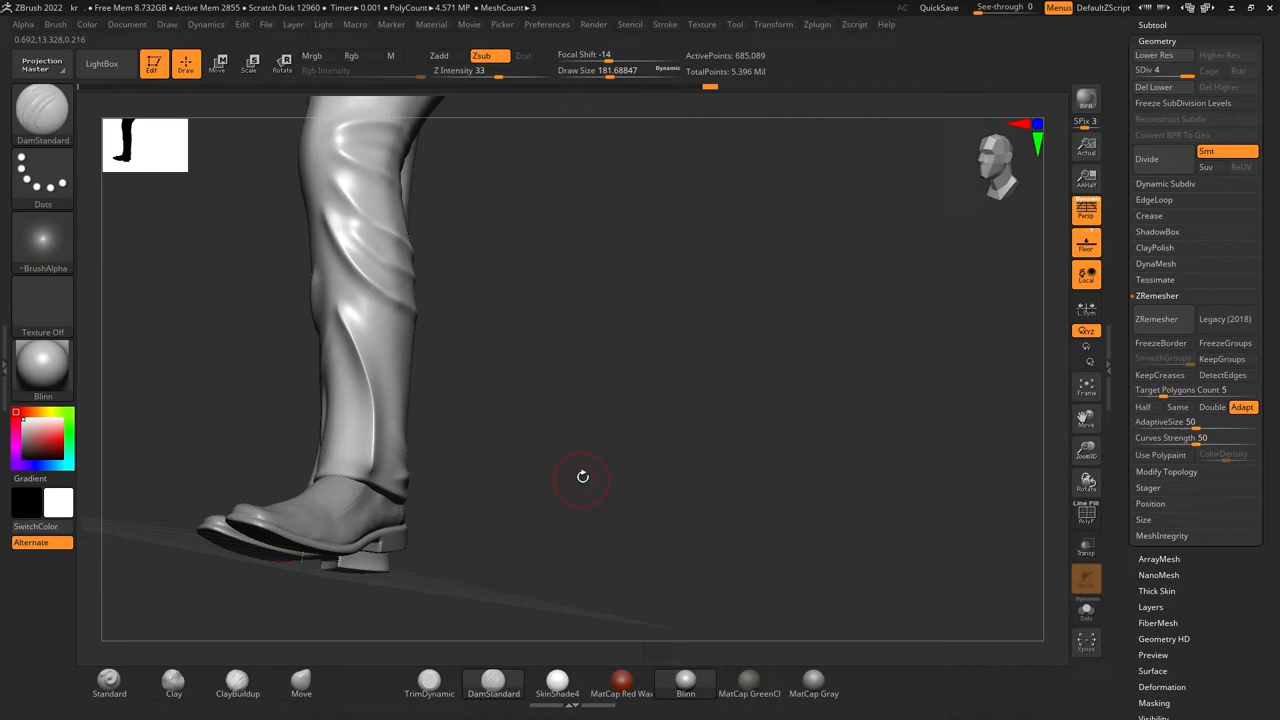 ZBrush 2022 kr • Free Mem 8.732GB • Active Mem 2855 • Scratch Disk 12960 • Timer▶0.001 • PolyCount▶4.571 MP • MeshCount▶3 AC QuickSave See-through 0 Menus DefaultZScript
Alpha Brush Color Document Draw Dynamics Edit File Layer Light Macro Marker Material Movie Picker Preferences Render Stencil Stroke Texture Tool Transform Zplugin Zscript Help
0.692,13.328,0.216
Projection
Master
LightBox
Edit
Draw
Move
Scale
Rotate
Mrgb Rgb M
Rgb Intensity
Zadd Zsub Zcut
Z Intensity 33
Focal Shift -14
Draw Size 181.68847 Dynamic
ActivePoints: 685,089
TotalPoints: 5.396 Mil
DamStandard
Dots
~BrushAlpha
Texture Off
Blinn
Gradient
SwitchColor
Alternate
BPR
SPix 3
Actual
AAHalf
Dynamic
Persp
Floor
Local
L.Sym
XYZ
Frame
Move
Zoom3D
Rotate
Line Fill
PolyF
Transp
Ghost
Dynamic
Solo
Xpose
Subtool
Geometry
Lower Res Higher Res
SDiv 4 Cage Rstr
Del Lower Del Higher
Freeze SubDivision Levels
Reconstruct Subdiv
Convert BPR To Geo
Divide Smt
Suv ReUV
Dynamic Subdiv
EdgeLoop
Crease
ShadowBox
ClayPolish
DynaMesh
Tessimate
ZRemesher
ZRemesher Legacy (2018)
FreezeBorder FreezeGroups
SmoothGroups KeepGroups
KeepCreases DetectEdges
Target Polygons Count 5
Half Same Double Adapt
AdaptiveSize 50
Curves Strength 50
Use Polypaint ColorDensity
Modify Topology
Stager
Position
Size
MeshIntegrity
ArrayMesh
NanoMesh
Thick Skin
Layers
FiberMesh
Geometry HD
Preview
Surface
Deformation
Masking
Visibility
Standard Clay ClayBuildup Move TrimDynamic DamStandard SkinShade4 MatCap Red Wax Blinn MatCap GreenCl MatCap Gray